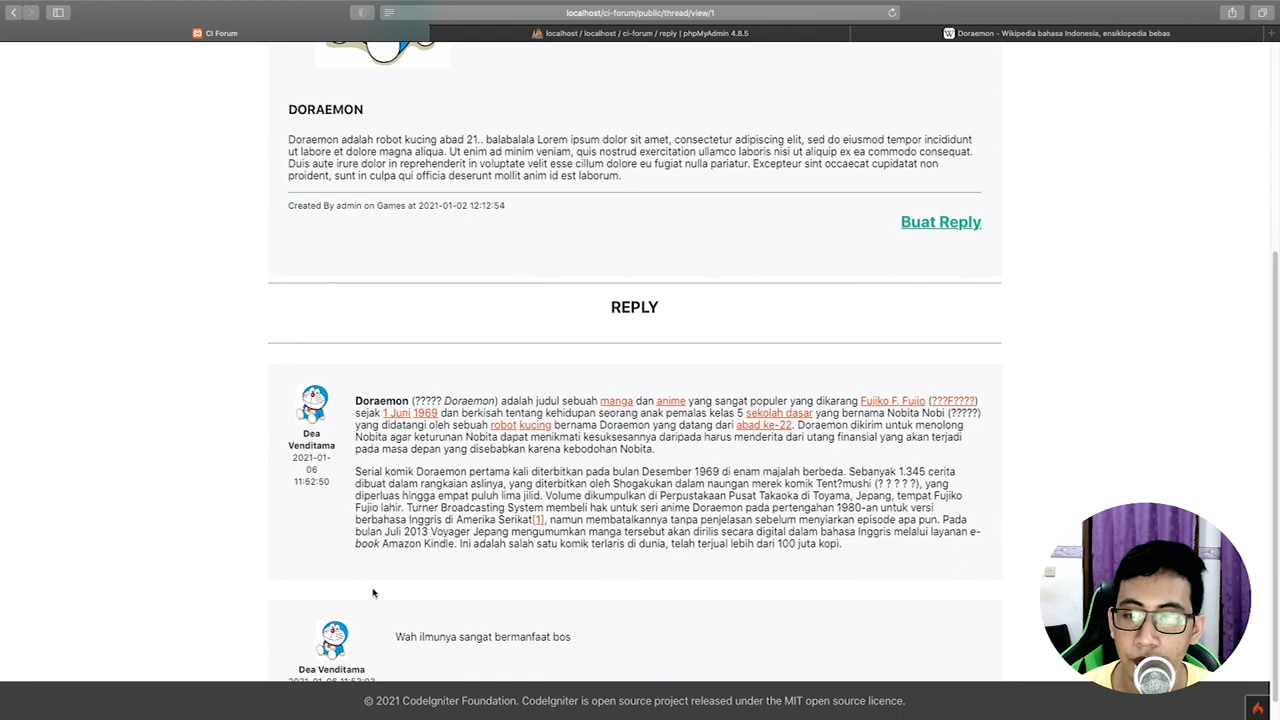 localhost/ci-forum/public/thread/view/1
CI Forum
localhost / localhost / ci-forum / reply | phpMyAdmin 4.8.5
Doraemon - Wikipedia bahasa Indonesia, ensiklopedia bebas
DORAEMON
Doraemon adalah robot kucing abad 21.. balabalala Lorem ipsum dolor sit amet, consectetur adipiscing elit, sed do eiusmod tempor incididunt
ut labore et dolore magna aliqua. Ut enim ad minim veniam, quis nostrud exercitation ullamco laboris nisi ut aliquip ex ea commodo consequat.
Duis aute irure dolor in reprehenderit in voluptate velit esse cillum dolore eu fugiat nulla pariatur. Excepteur sint occaecat cupidatat non
proident, sunt in culpa qui officia deserunt mollit anim id est laborum.
Created By admin on Games at 2021-01-02 12:12:54
Buat Reply
REPLY
Doraemon (????? Doraemon) adalah judul sebuah manga dan anime yang sangat populer yang dikarang Fujiko F. Fujio (???F????)
sejak 1 Juni 1969 dan berkisah tentang kehidupan seorang anak pemalas kelas 5 sekolah dasar yang bernama Nobita Nobi (?????)
yang didatangi oleh sebuah robot kucing bernama Doraemon yang datang dari abad ke-22. Doraemon dikirim untuk menolong
Nobita agar keturunan Nobita dapat menikmati kesuksesannya daripada harus menderita dari utang finansial yang akan terjadi
pada masa depan yang disebabkan karena kebodohan Nobita.
Dea
Venditama
2021-01-
06
11:52:50
Serial komik Doraemon pertama kali diterbitkan pada bulan Desember 1969 di enam majalah berbeda. Sebanyak 1.345 cerita
dibuat dalam rangkaian aslinya, yang diterbitkan oleh Shogakukan dalam naungan merek komik Tent?mushi (? ? ? ? ?), yang
diperluas hingga empat puluh lima jilid. Volume dikumpulkan di Perpustakaan Pusat Takaoka di Toyama, Jepang, tempat Fujiko
Fujio lahir. Turner Broadcasting System membeli hak untuk seri anime Doraemon pada pertengahan 1980-an untuk versi
berbahasa Inggris di Amerika Serikat[1], namun membatalkannya tanpa penjelasan sebelum menyiarkan episode apa pun. Pada
bulan Juli 2013 Voyager Jepang mengumumkan manga tersebut akan dirilis secara digital dalam bahasa Inggris melalui layanan e-
book Amazon Kindle. Ini adalah salah satu komik terlaris di dunia, telah terjual lebih dari 100 juta kopi.
Wah ilmunya sangat bermanfaat bos
Dea Venditama
2021-01-06 11:53:03
© 2021 CodeIgniter Foundation. CodeIgniter is open source project released under the MIT open source licence.